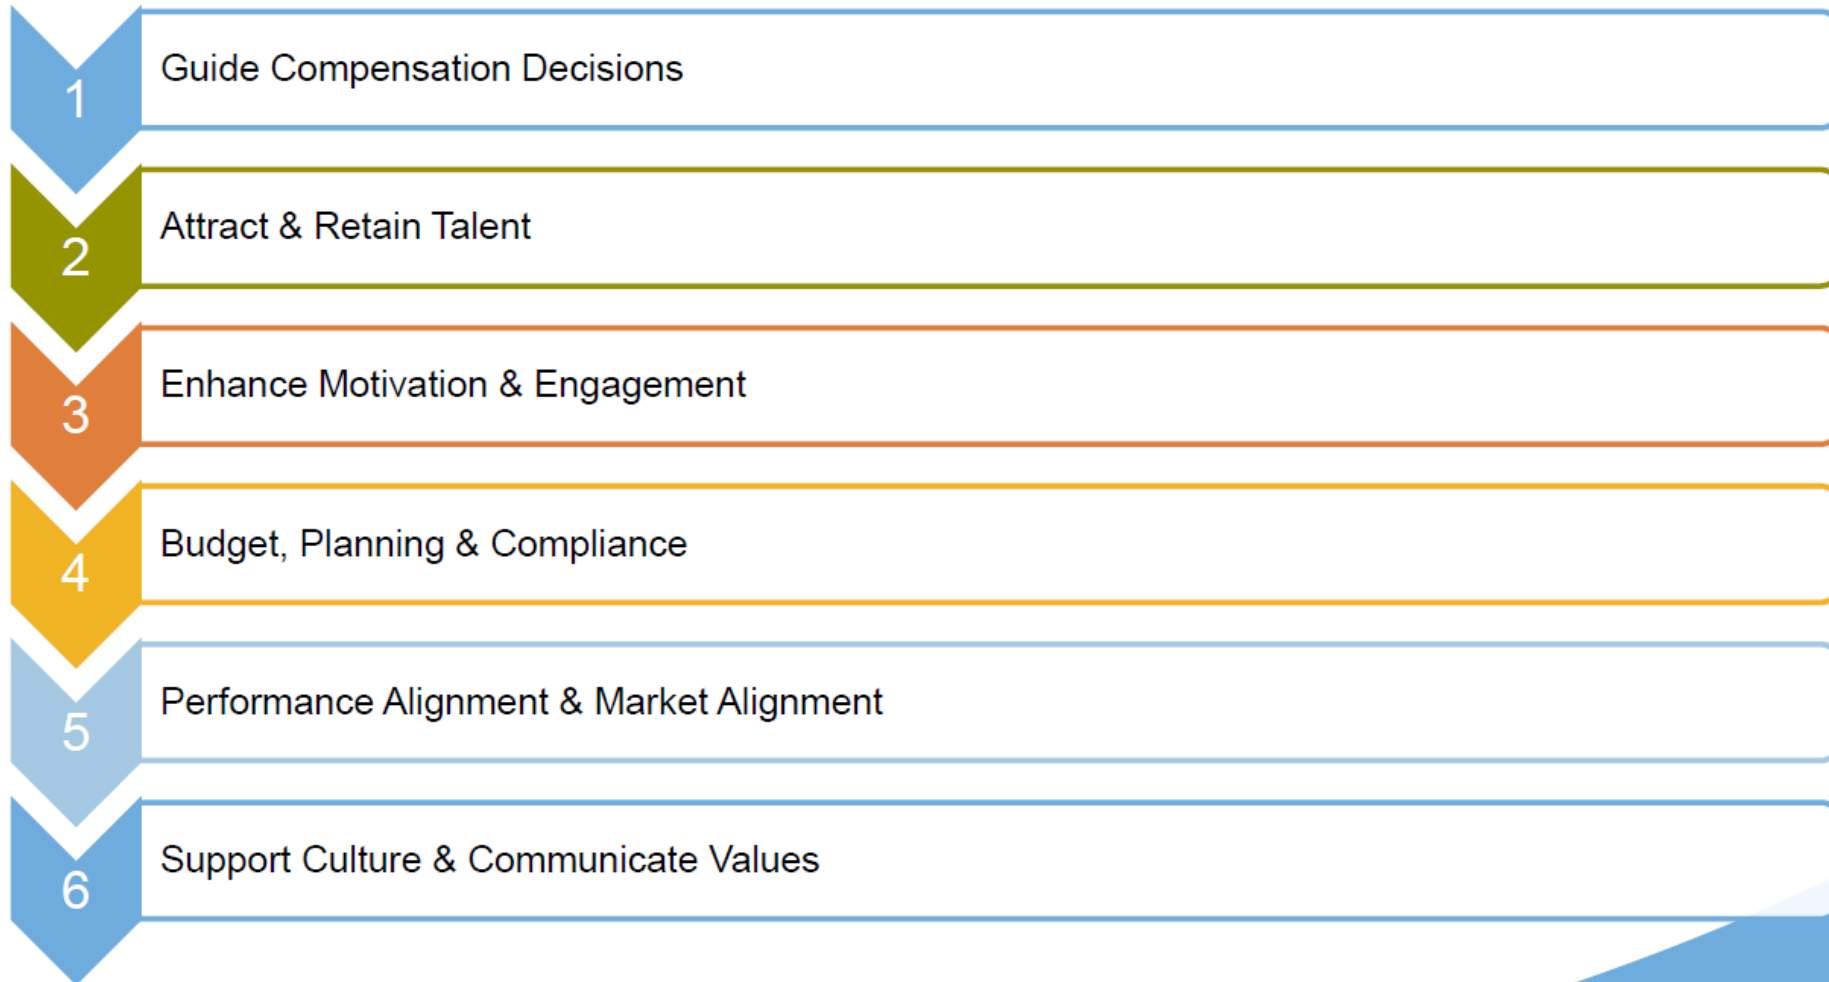 1
Guide Compensation Decisions
2
Attract & Retain Talent
3
Enhance Motivation & Engagement
4
Budget, Planning & Compliance
5
Performance Alignment & Market Alignment
6
Support Culture & Communicate Values